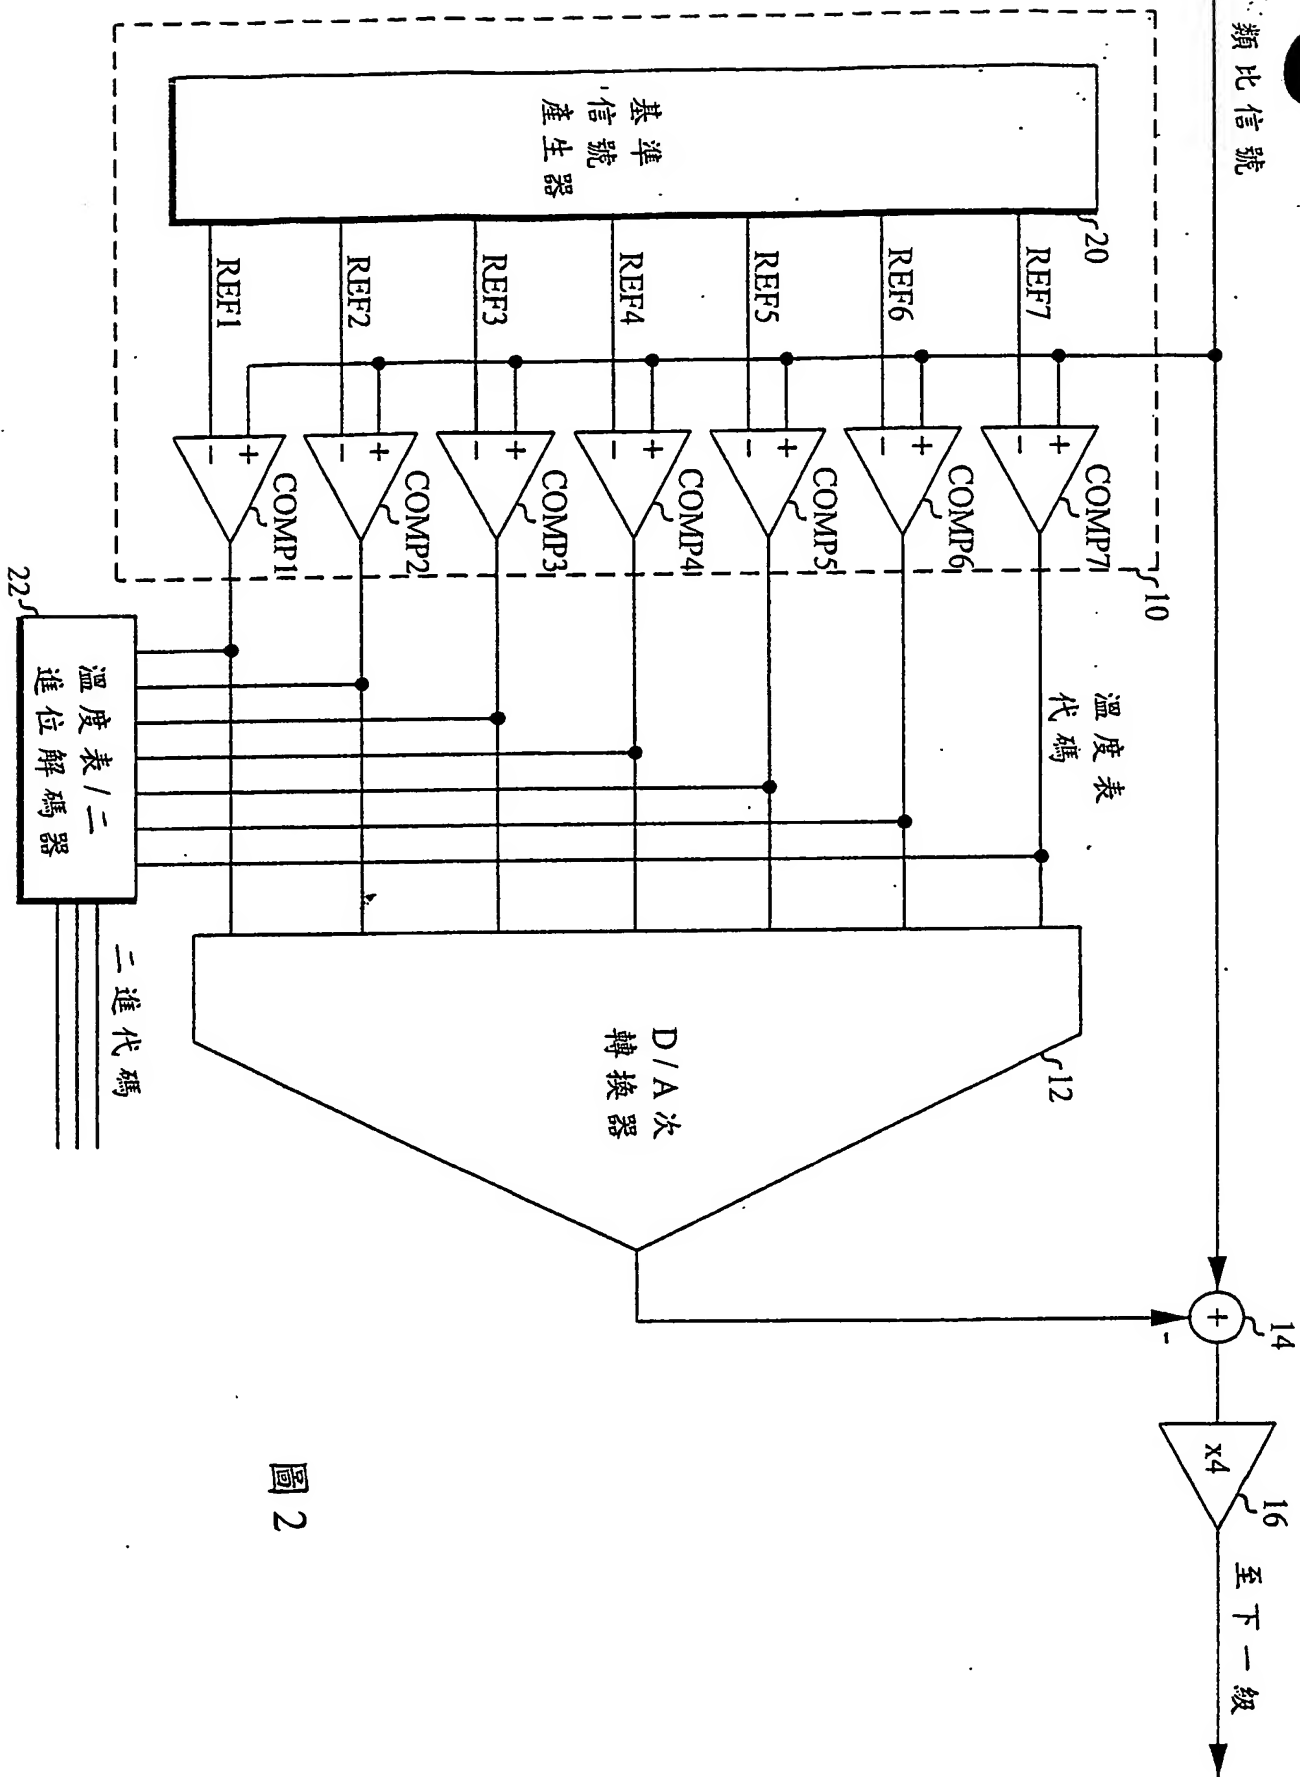 類比信號
20
基準
信號
產生器
REF7
REF6
REF5
REF4
REF3
REF2
REF1
+
-
COMP7
+
-
COMP6
+
-
COMP5
+
-
COMP4
+
-
COMP3
+
-
COMP2
+
-
COMP1
10
溫度表
代碼
22
溫度表/二
進位解碼器
二進代碼
D/A次
轉換器
12
+
-
14
x4
16
至下一級
圖2